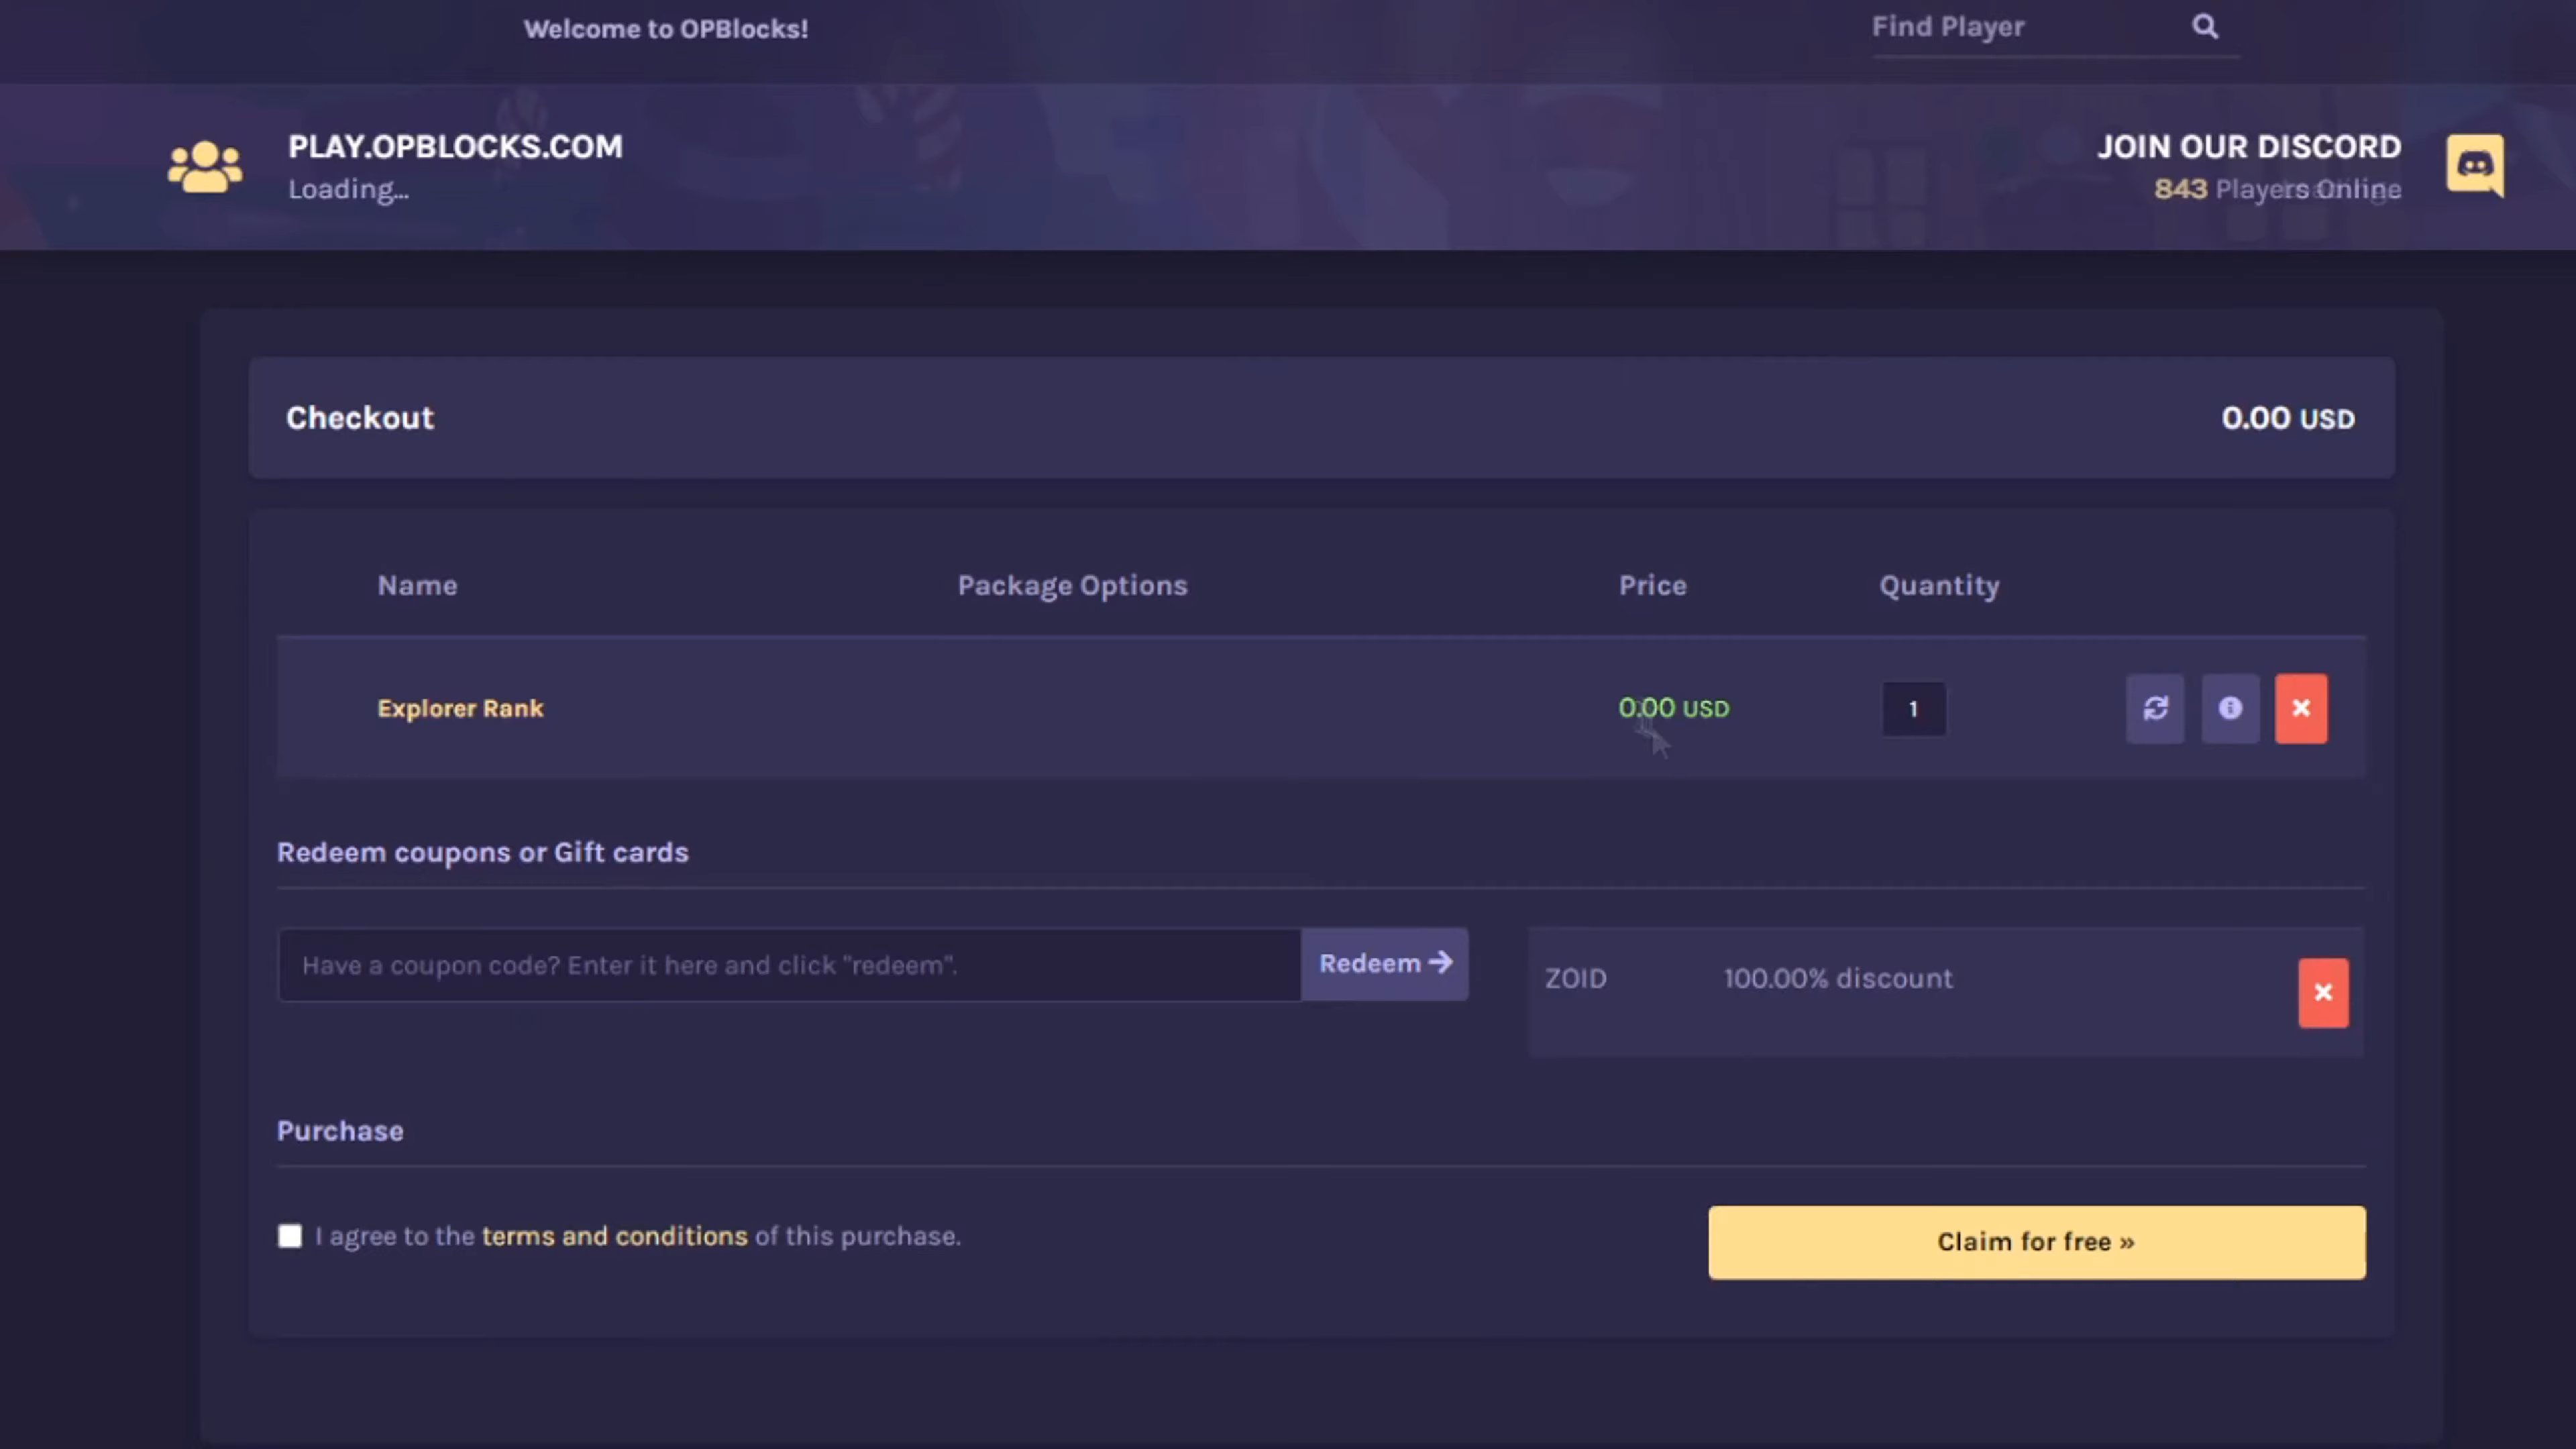 Welcome to OPBlocks!
Find Player
PLAY.OPBLOCKS.COM
Loading...
JOIN OUR DISCORD
843 Players Online
Checkout
0.00 USD
Name Package Options Price Quantity
Explorer Rank 0.00 USD 1
Redeem coupons or Gift cards
Have a coupon code? Enter it here and click "redeem".
Redeem →
ZOID 100.00% discount
Purchase
I agree to the terms and conditions of this purchase.
Claim for free »